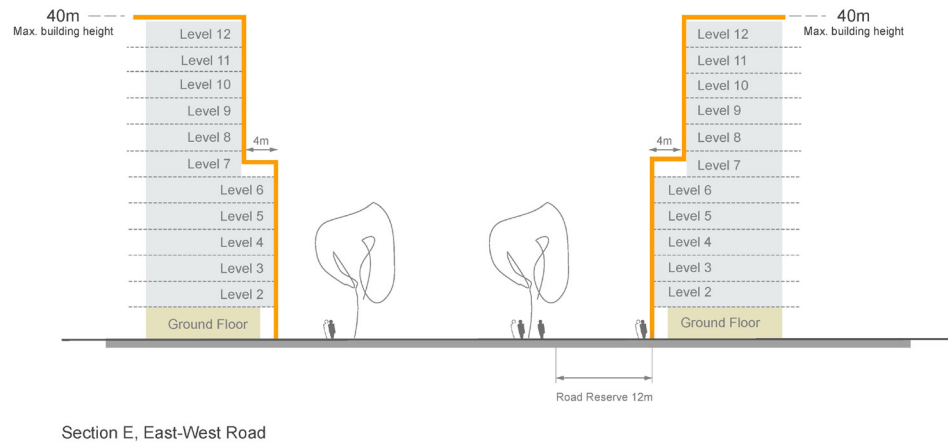 40m
Max. building height
Level 12
Level 11
Level 10
Level 9
Level 8
Level 7
Level 6
Level 5
Level 4
Level 3
Level 2
Ground Floor
4m
40m
Max. building height
Level 12
Level 11
Level 10
Level 9
Level 8
Level 7
Level 6
Level 5
Level 4
Level 3
Level 2
Ground Floor
4m
Road Reserve 12m
Section E, East-West Road